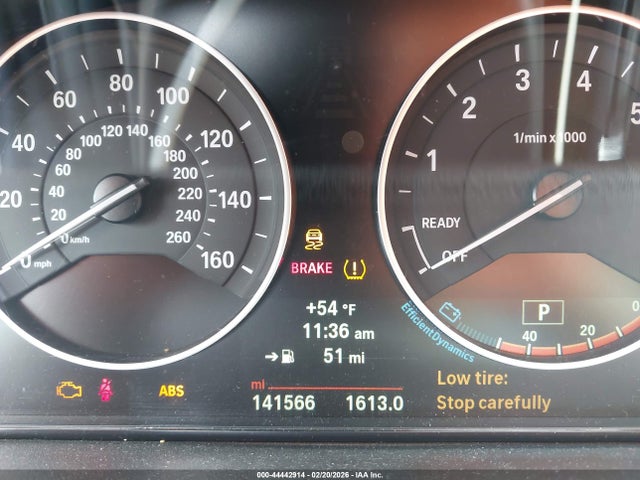 20 40 60 80 100 120 140 160
0 mph
20 40 60 80 100 120 140 160 180 200 220 240 260
0 km/h
1 2 3 4 5
1/min x1000
READY
OFF
BRAKE
+54 °F
11:36 am
51 mi
P
EfficientDynamics
40 20 0
ABS
mi
141566 1613.0
Low tire:
Stop carefully
000-44442914 - 02/20/2026 - IAA Inc.